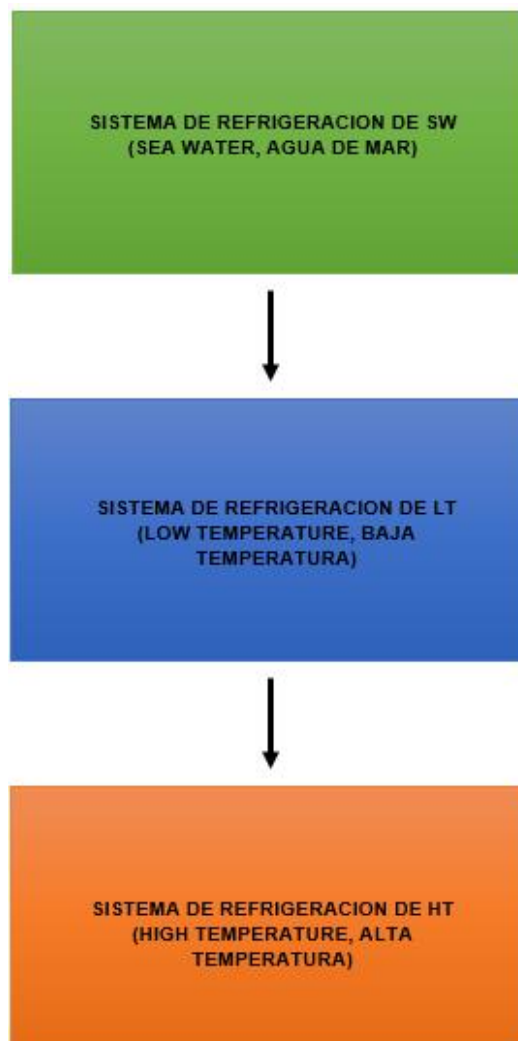 SISTEMA DE REFRIGERACION DE SW
(SEA WATER, AGUA DE MAR)
SISTEMA DE REFRIGERACION DE LT
(LOW TEMPERATURE, BAJA
TEMPERATURA)
SISTEMA DE REFRIGERACION DE HT
(HIGH TEMPERATURE, ALTA
TEMPERATURA)